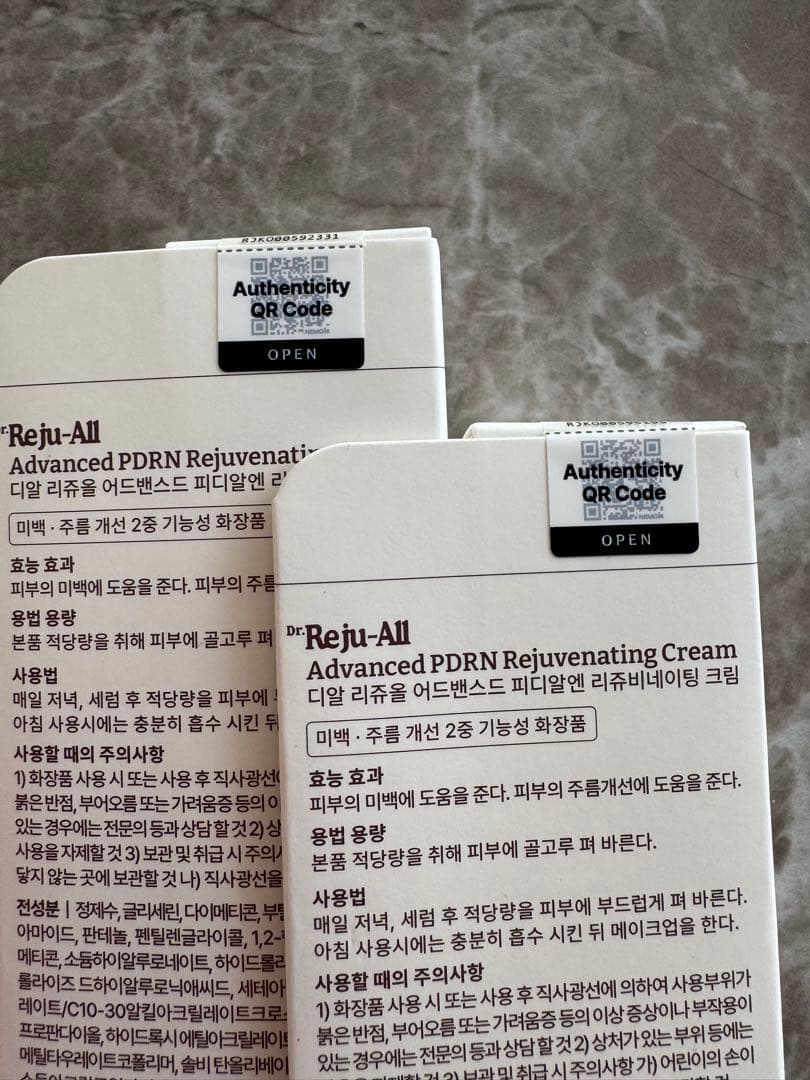 RJKO00592331
Authenticity
QR Code
OPEN
Dr.Reju-All
Advanced PDRN Rejuvenating
디알 리쥬올 어드밴스드 피디알엔
미백 · 주름 개선 2중 기능성 화장품
효능 효과
피부의 미백에 도움을 준다. 피부의 주름
용법 용량
본품 적당량을 취해 피부에 골고루 펴
사용법
매일 저녁, 세럼 후 적당량을 피부에
아침 사용시에는 충분히 흡수 시킨 뒤
사용할 때의 주의사항
1) 화장품 사용 시 또는 사용 후 직사광선에
붉은 반점, 부어오름 또는 가려움증 등의 이
있는 경우에는 전문의 등과 상담할 것 2) 상
사용을 자제할 것 3) 보관 및 취급 시 주의사
닿지 않는 곳에 보관할 것 나) 직사광선을
전성분 | 정제수, 글리세린, 다이메티콘, 부틸
아마이드, 판테놀, 펜틸렌글라이콜, 1,2-
메티콘, 소듐하이알루로네이트, 하이드롤
롤라이즈드하이알루로닉애씨드, 세테아
레이트/C10-30알킬아크릴레이트크로스
프로판다이올, 하이드록시에틸아크릴레이트
메틸타우레이트코폴리머, 솔비탄올리베이
Authenticity
QR Code
OPEN
Dr.Reju-All
Advanced PDRN Rejuvenating Cream
디알 리쥬올 어드밴스드 피디알엔 리쥬비네이팅 크림
미백 · 주름 개선 2중 기능성 화장품
효능 효과
피부의 미백에 도움을 준다. 피부의 주름개선에 도움을 준다.
용법 용량
본품 적당량을 취해 피부에 골고루 펴 바른다.
사용법
매일 저녁, 세럼 후 적당량을 피부에 부드럽게 펴 바른다.
아침 사용시에는 충분히 흡수 시킨 뒤 메이크업을 한다.
사용할 때의 주의사항
1) 화장품 사용 시 또는 사용 후 직사광선에 의하여 사용부위가
붉은 반점, 부어오름 또는 가려움증 등의 이상 증상이나 부작용이
있는 경우에는 전문의 등과 상담할 것 2) 상처가 있는 부위 등에는
사용을 자제할 것 3) 보관 및 취급 시 주의사항 가) 어린이의 손이